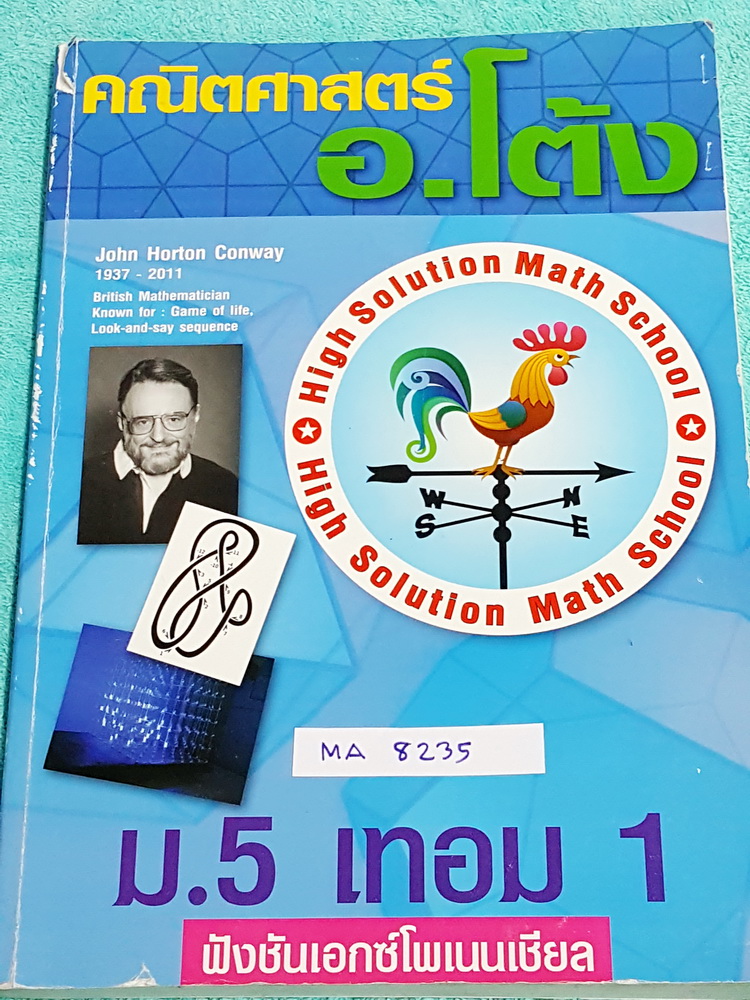 คณิตศาสตร์
อ.โต้ง
John Horton Conway
1937 - 2011
British Mathematician
Known for : Game of life,
Look-and-say sequence
High Solution Math School
High Solution Math School
W N
S E
MA 8235
ม.5 เทอม 1
ฟังชันเอกซ์โพเนนเชียล